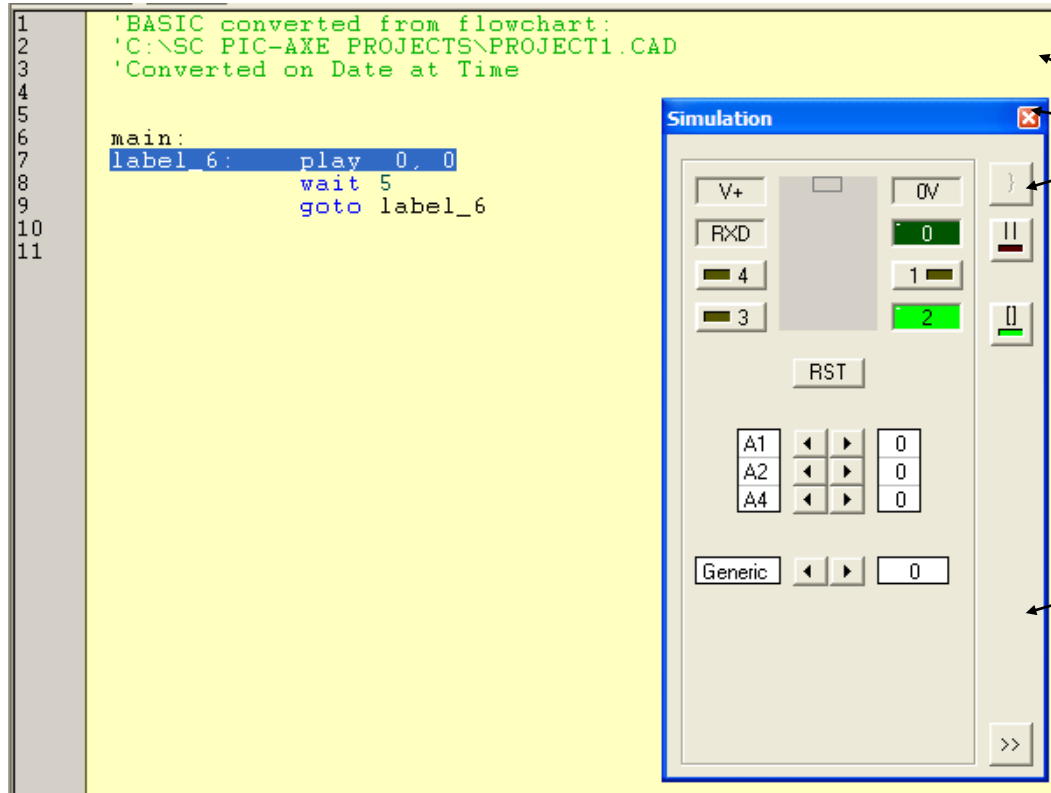 1 'BASIC converted from flowchart:
2 'C:\SC PIC-AXE PROJECTS\PROJECT1.CAD
3 'Converted on Date at Time
4
5
6 main:
7 label_6: play 0, 0
8 wait 5
9 goto label_6
10
11
Simulation
V+ 0V }
RXD 0 ||
4 1
3 2 []
RST
A1 0
A2 0
A4 0
Generic 0
>>